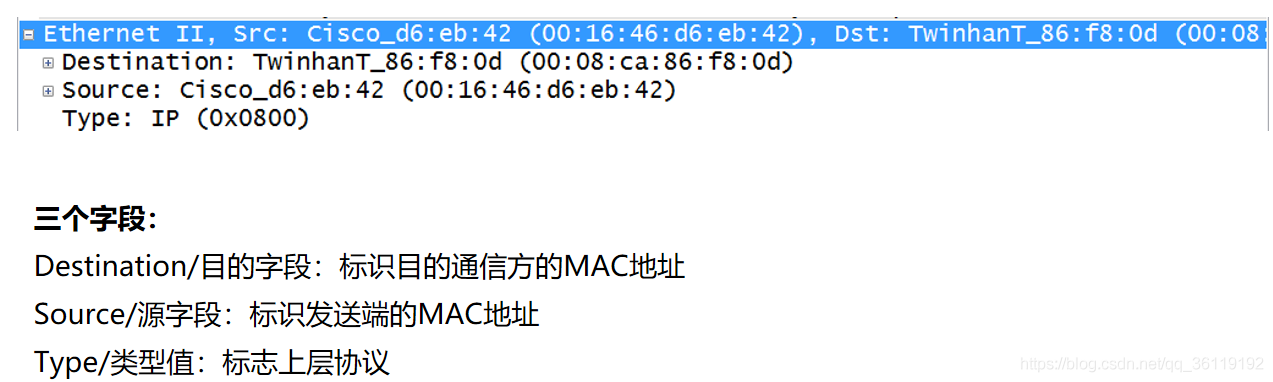 Ethernet II, Src: Cisco_d6:eb:42 (00:16:46:d6:eb:42), Dst: TwinhanT_86:f8:0d (00:08:
Destination: TwinhanT_86:f8:0d (00:08:ca:86:f8:0d)
Source: Cisco_d6:eb:42 (00:16:46:d6:eb:42)
Type: IP (0x0800)
三个字段：
Destination/目的字段：标识目的通信方的MAC地址
Source/源字段：标识发送端的MAC地址
Type/类型值：标志上层协议
https://blog.csdn.net/qq_36119192